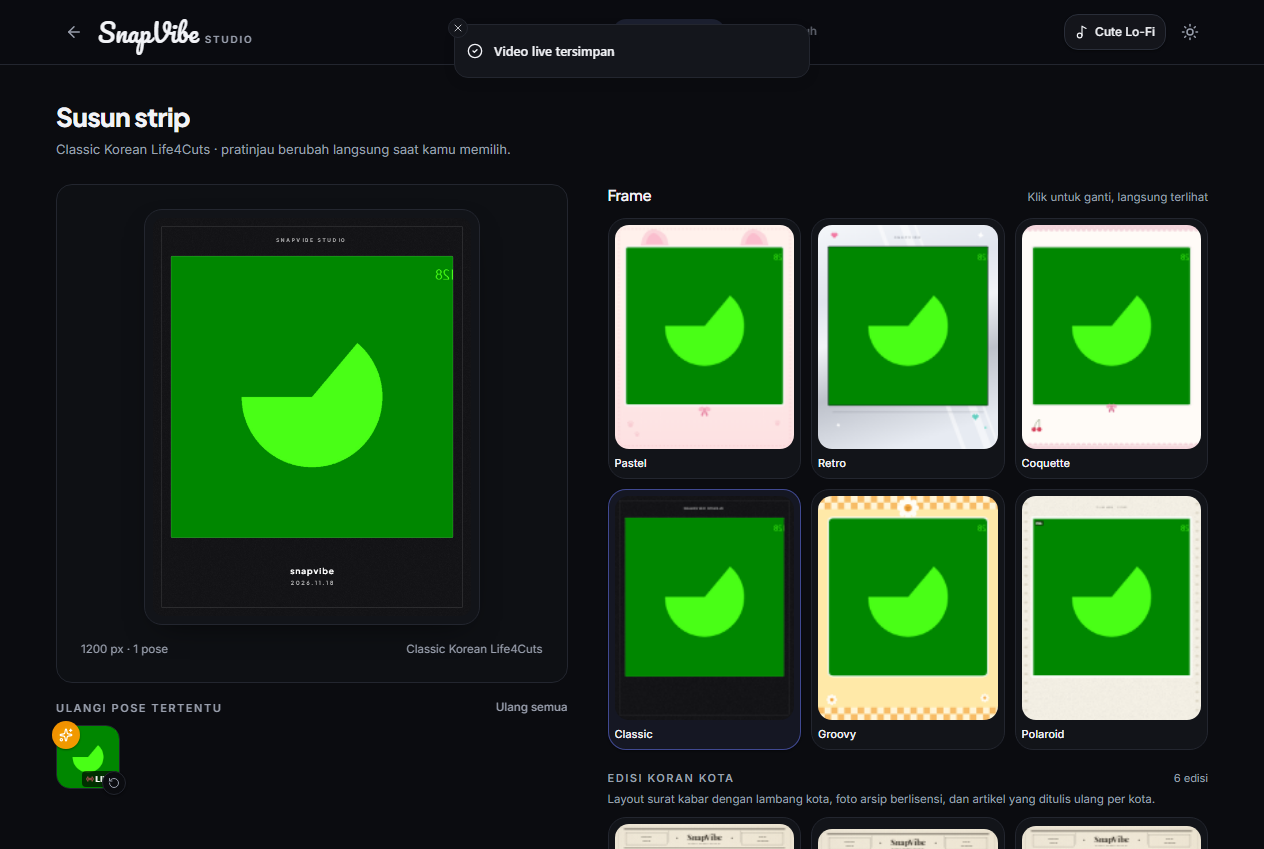 SnapVibe STUDIO
Video live tersimpan
Cute Lo-Fi
Susun strip
Classic Korean Life4Cuts · pratinjau berubah langsung saat kamu memilih.
SNAPVIBE STUDIO
snapvibe
2026.11.18
1200 px · 1 pose
Classic Korean Life4Cuts
ULANGI POSE TERTENTU
Ulang semua
Frame
Klik untuk ganti, langsung terlihat
Pastel
Retro
Coquette
Classic
Groovy
Polaroid
EDISI KORAN KOTA
6 edisi
Layout surat kabar dengan lambang kota, foto arsip berlisensi, dan artikel yang ditulis ulang per kota.
SnapVibe
SnapVibe
SnapVibe